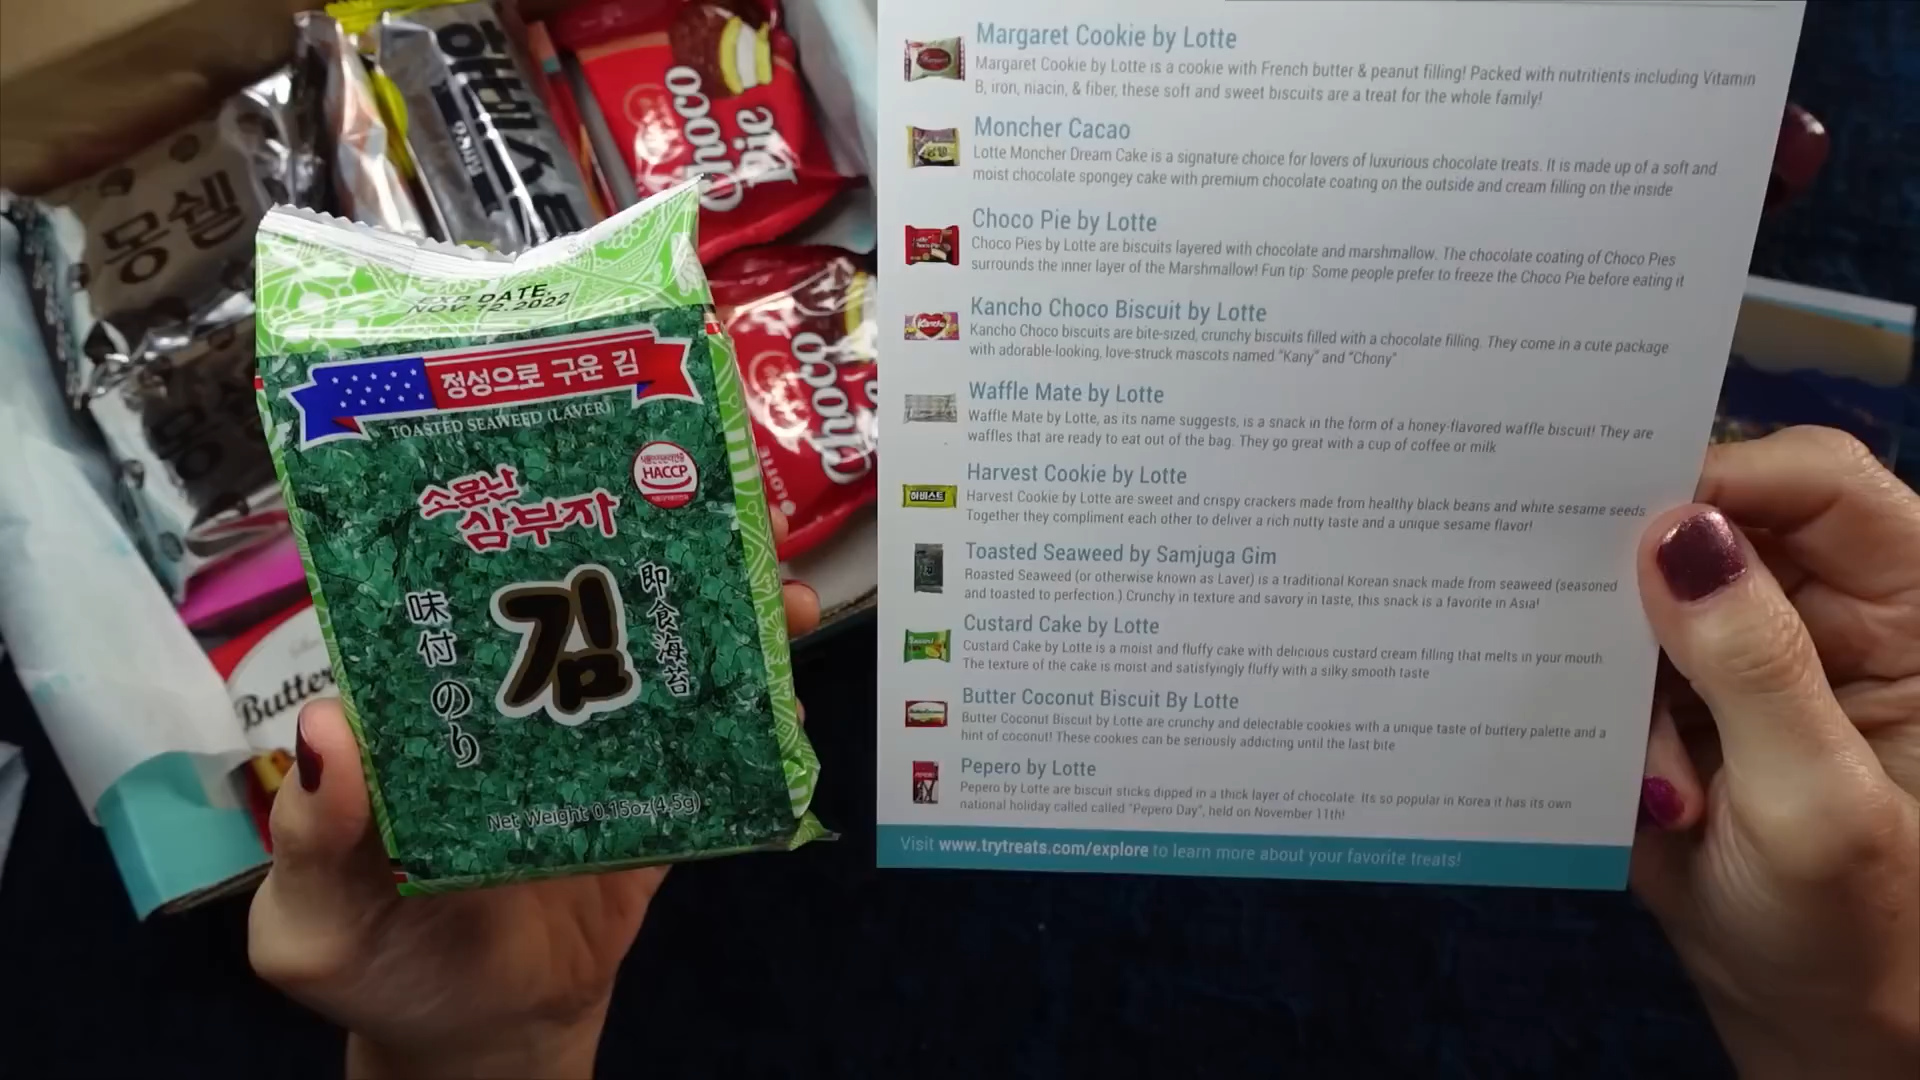 몽쉘
하비스트
Choco
Pie
Choco
LOTTE
Butter
EXP DATE.
NOV.12.2022
정성으로 구운 김
TOASTED SEAWEED (LAVER)
HACCP
소문난
삼부자
김
味付のり
即食海苔
Net Weight 0.15oz(4.5g)
Margaret Cookie by Lotte
Margaret Cookie by Lotte is a cookie with French butter & peanut filling! Packed with nutritients including Vitamin
B, iron, niacin, & fiber, these soft and sweet biscuits are a treat for the whole family!
Moncher Cacao
Lotte Moncher Dream Cake is a signature choice for lovers of luxurious chocolate treats. It is made up of a soft and
moist chocolate spongey cake with premium chocolate coating on the outside and cream filling on the inside
Choco Pie by Lotte
Choco Pies by Lotte are biscuits layered with chocolate and marshmallow. The chocolate coating of Choco Pies
surrounds the inner layer of the Marshmallow! Fun tip: Some people prefer to freeze the Choco Pie before eating it
Kancho Choco Biscuit by Lotte
Kancho Choco biscuits are bite-sized, crunchy biscuits filled with a chocolate filling. They come in a cute package
with adorable-looking, love-struck mascots named "Kany" and "Chony"
Kancho
Waffle Mate by Lotte
Waffle Mate by Lotte, as its name suggests, is a snack in the form of a honey-flavored waffle biscuit! They are
waffles that are ready to eat out of the bag. They go great with a cup of coffee or milk
Harvest Cookie by Lotte
Harvest Cookie by Lotte are sweet and crispy crackers made from healthy black beans and white sesame seeds
Together they compliment each other to deliver a rich nutty taste and a unique sesame flavor!
하비스트
Toasted Seaweed by Samjuga Gim
Roasted Seaweed (or otherwise known as Laver) is a traditional Korean snack made from seaweed (seasoned
and toasted to perfection.) Crunchy in texture and savory in taste, this snack is a favorite in Asia!
Custard Cake by Lotte
Custard Cake by Lotte is a moist and fluffy cake with delicious custard cream filling that melts in your mouth
The texture of the cake is moist and satisfyingly fluffy with a silky smooth taste
Butter Coconut Biscuit By Lotte
Butter Coconut Biscuit by Lotte are crunchy and delectable cookies with a unique taste of buttery palette and a
hint of coconut! These cookies can be seriously addicting until the last bite
Pepero by Lotte
Pepero by Lotte are biscuit sticks dipped in a thick layer of chocolate. Its so popular in Korea it has its own
national holiday called called "Pepero Day", held on November 11th!
Visit www.trytreats.com/explore to learn more about your favorite treats!